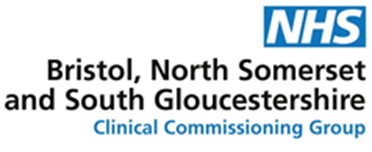 NHS
Bristol, North Somerset
and South Gloucestershire
Clinical Commissioning Group